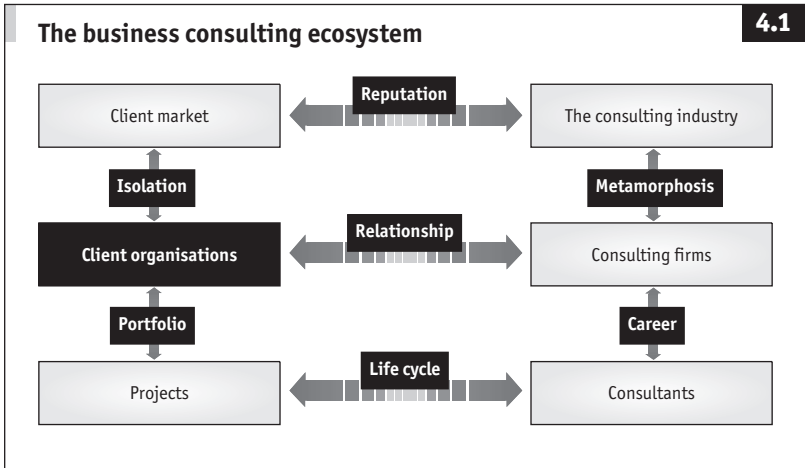 The business consulting ecosystem
4.1
Reputation
Client market
The consulting industry
Isolation
Metamorphosis
Relationship
Client organisations
Consulting firms
Portfolio
Career
Life cycle
Projects
Consultants